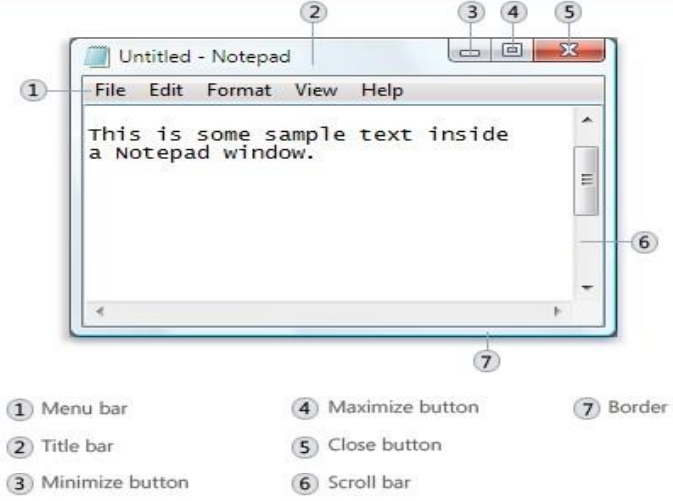 2 3 4 5
Untitled - Notepad
1 File Edit Format View Help
This is some sample text inside
a Notepad window.
6
7
1 Menu bar
2 Title bar
3 Minimize button
4 Maximize button
5 Close button
6 Scroll bar
7 Border